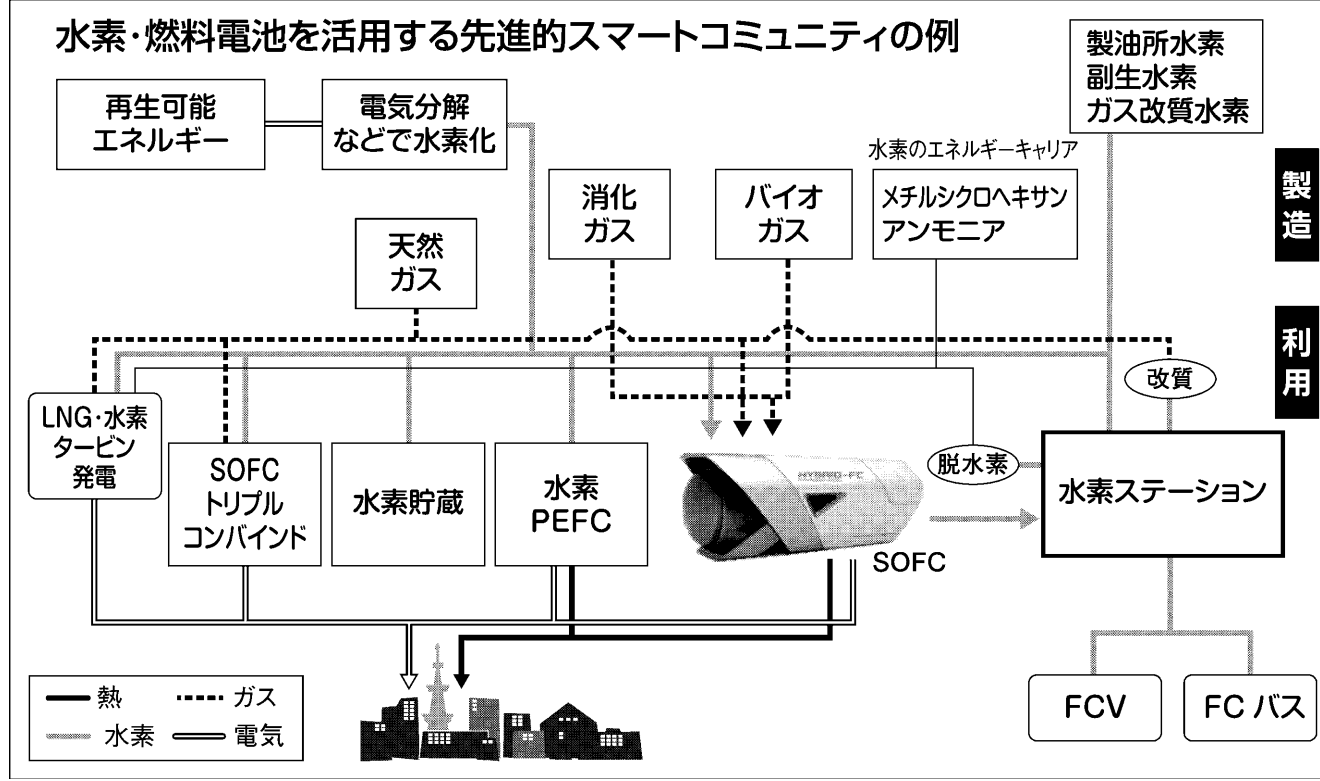 水素・燃料電池を活用する先進的スマートコミュニティの例
製油所水素
副生水素
ガス改質水素
再生可能
エネルギー
電気分解
などで水素化
水素のエネルギーキャリア
メチルシクロヘキサン
アンモニア
消化
ガス
バイオ
ガス
天然
ガス
製造
利用
改質
LNG・水素
タービン
発電
SOFC
トリプル
コンバインド
水素貯蔵
水素
PEFC
HYBRID-FC
SOFC
脱水素
水素ステーション
FCV
FC バス
熱
ガス
水素
電気